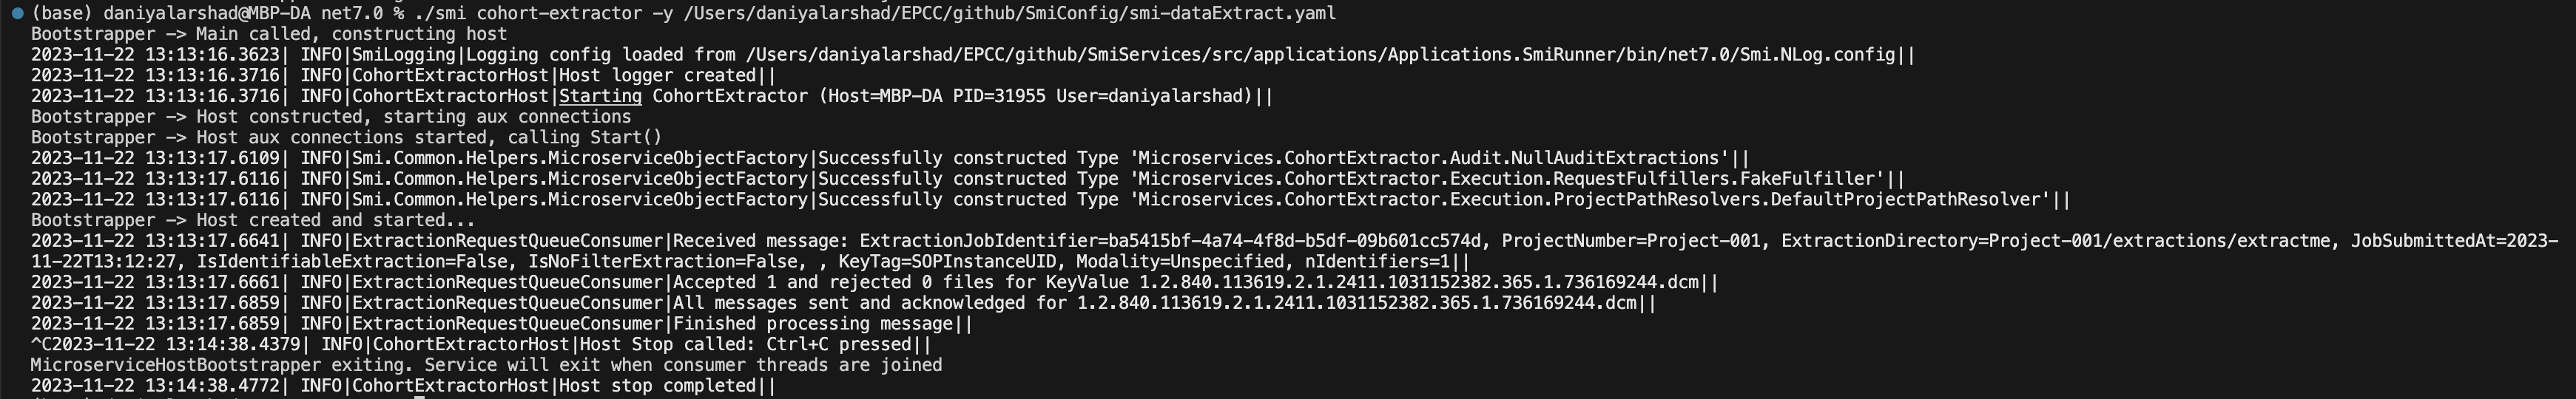 (base) daniyalarshad@MBP-DA net7.0 % ./smi cohort-extractor -y /Users/daniyalarshad/EPCC/github/SmiConfig/smi-dataExtract.yaml
Bootstrapper -> Main called, constructing host
2023-11-22 13:13:16.3623| INFO|SmiLogging|Logging config loaded from /Users/daniyalarshad/EPCC/github/SmiServices/src/applications/Applications.SmiRunner/bin/net7.0/Smi.NLog.config||
2023-11-22 13:13:16.3716| INFO|CohortExtractorHost|Host logger created||
2023-11-22 13:13:16.3716| INFO|CohortExtractorHost|Starting CohortExtractor (Host=MBP-DA PID=31955 User=daniyalarshad)||
Bootstrapper -> Host constructed, starting aux connections
Bootstrapper -> Host aux connections started, calling Start()
2023-11-22 13:13:17.6109| INFO|Smi.Common.Helpers.MicroserviceObjectFactory|Successfully constructed Type 'Microservices.CohortExtractor.Audit.NullAuditExtractions'||
2023-11-22 13:13:17.6116| INFO|Smi.Common.Helpers.MicroserviceObjectFactory|Successfully constructed Type 'Microservices.CohortExtractor.Execution.RequestFulfillers.FakeFulfiller'||
2023-11-22 13:13:17.6116| INFO|Smi.Common.Helpers.MicroserviceObjectFactory|Successfully constructed Type 'Microservices.CohortExtractor.Execution.ProjectPathResolvers.DefaultProjectPathResolver'||
Bootstrapper -> Host created and started...
2023-11-22 13:13:17.6641| INFO|ExtractionRequestQueueConsumer|Received message: ExtractionJobIdentifier=ba5415bf-4a74-4f8d-b5df-09b601cc574d, ProjectNumber=Project-001, ExtractionDirectory=Project-001/extractions/extractme, JobSubmittedAt=2023-
11-22T13:12:27, IsIdentifiableExtraction=False, IsNoFilterExtraction=False, , KeyTag=SOPInstanceUID, Modality=Unspecified, nIdentifiers=1||
2023-11-22 13:13:17.6661| INFO|ExtractionRequestQueueConsumer|Accepted 1 and rejected 0 files for KeyValue 1.2.840.113619.2.1.2411.1031152382.365.1.736169244.dcm||
2023-11-22 13:13:17.6859| INFO|ExtractionRequestQueueConsumer|All messages sent and acknowledged for 1.2.840.113619.2.1.2411.1031152382.365.1.736169244.dcm||
2023-11-22 13:13:17.6859| INFO|ExtractionRequestQueueConsumer|Finished processing message||
^C2023-11-22 13:14:38.4379| INFO|CohortExtractorHost|Host Stop called: Ctrl+C pressed||
MicroserviceHostBootstrapper exiting. Service will exit when consumer threads are joined
2023-11-22 13:14:38.4772| INFO|CohortExtractorHost|Host stop completed||